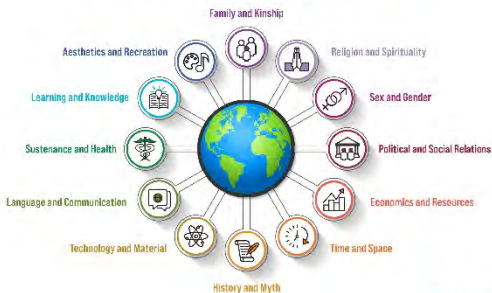 Family and Kinship
Aesthetics and Recreation
Religion and Spirituality
Learning and Knowledge
Sex and Gender
Sustenance and Health
Political and Social Relations
Language and Communication
Economics and Resources
Technology and Material
Time and Space
History and Myth